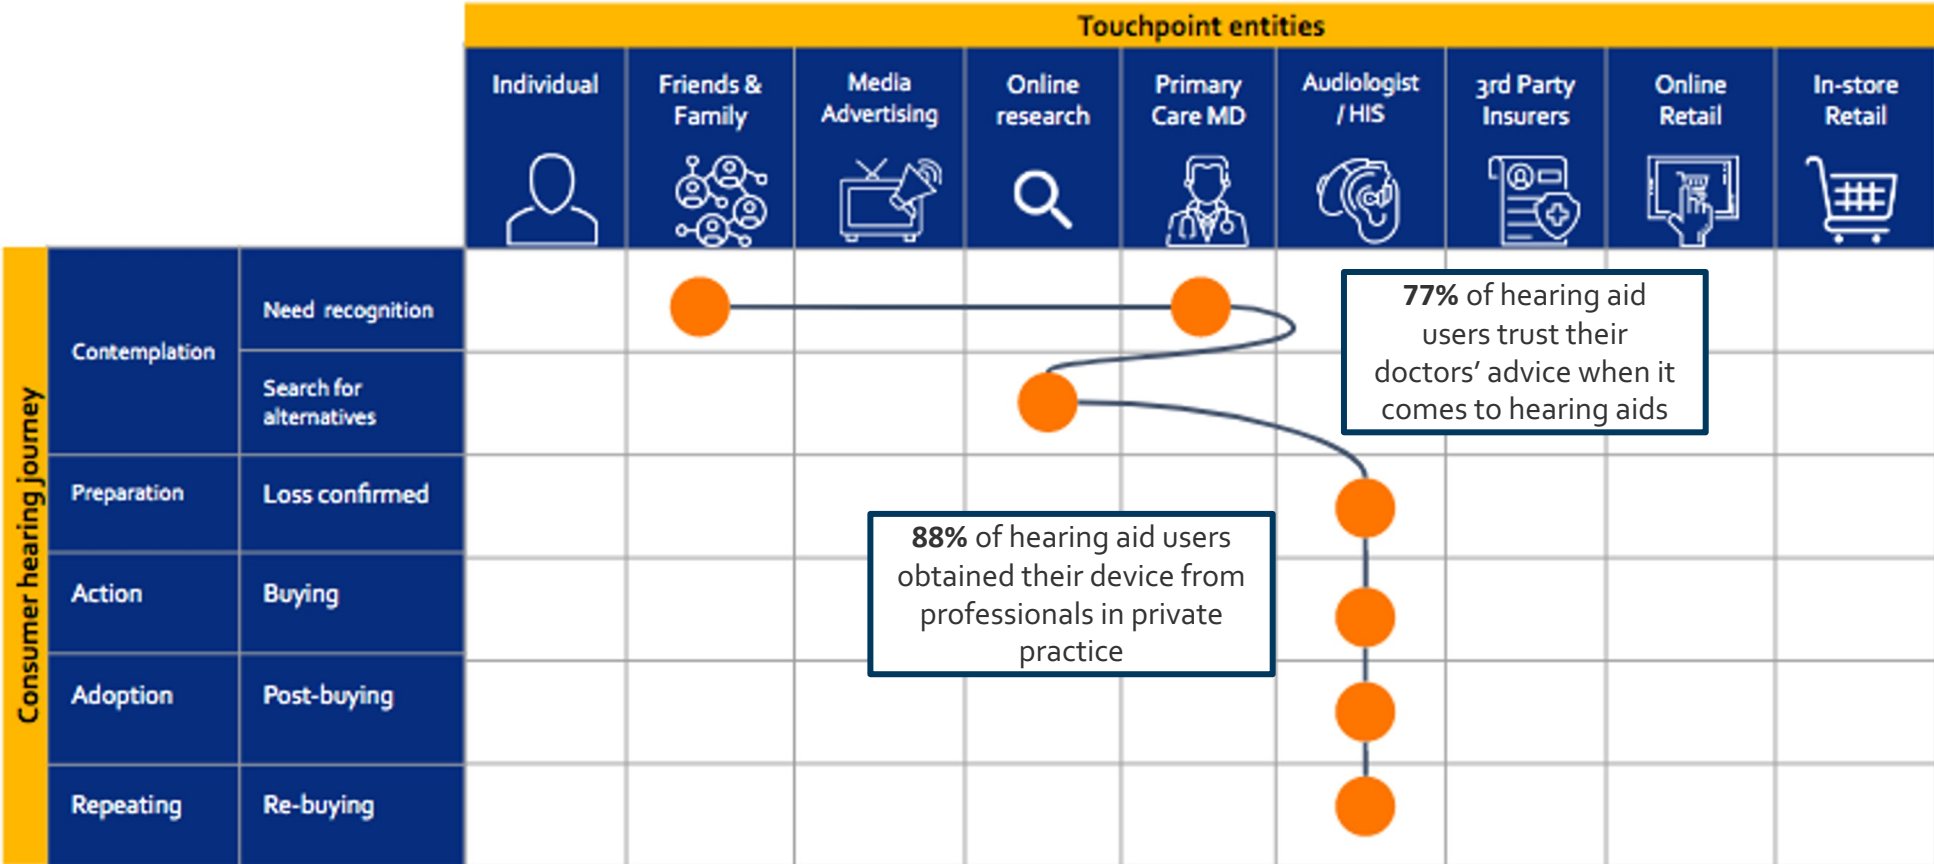 Touchpoint entities
Individual
Friends &
Family
Media
Advertising
Online
research
Primary
Care MD
Audiologist
/ HIS
3rd Party
Insurers
Online
Retail
In-store
Retail
Consumer hearing journey
Contemplation
Need recognition
Search for
alternatives
Preparation
Loss confirmed
Action
Buying
Adoption
Post-buying
Repeating
Re-buying
77% of hearing aid
users trust their
doctors’ advice when it
comes to hearing aids
88% of hearing aid users
obtained their device from
professionals in private
practice